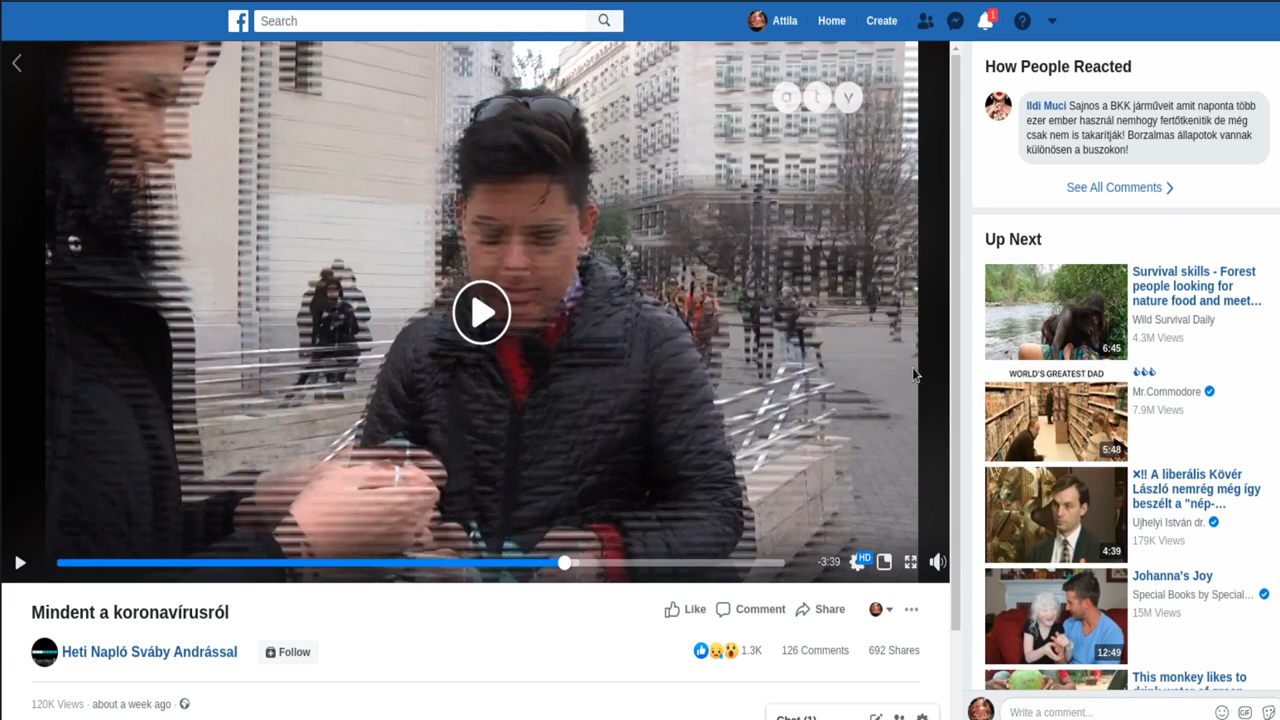 Search
Attila
Home
Create
1
a t v
How People Reacted
Ildi Muci Sajnos a BKK járműveit amit naponta több
ezer ember használ nemhogy fertőtkenitik de még
csak nem is takarítják! Borzalmas állapotok vannak
különösen a buszokon!
See All Comments
Up Next
Survival skills - Forest
people looking for
nature food and meet...
Wild Survival Daily
4.3M Views
6:45
WORLD'S GREATEST DAD
Mr.Commodore
7.9M Views
5:48
‼ A liberális Kövér
László nemrég még így
beszélt a "nép-...
Ujhelyi István dr.
179K Views
4:39
Johanna's Joy
Special Books by Special...
15M Views
12:49
This monkey likes to
-3:39
HD
Mindent a koronavírusról
Like
Comment
Share
Heti Napló Sváby Andrással
Follow
1.3K
126 Comments
692 Shares
120K Views · about a week ago ·
Chat (1)
Write a comment...
GIF